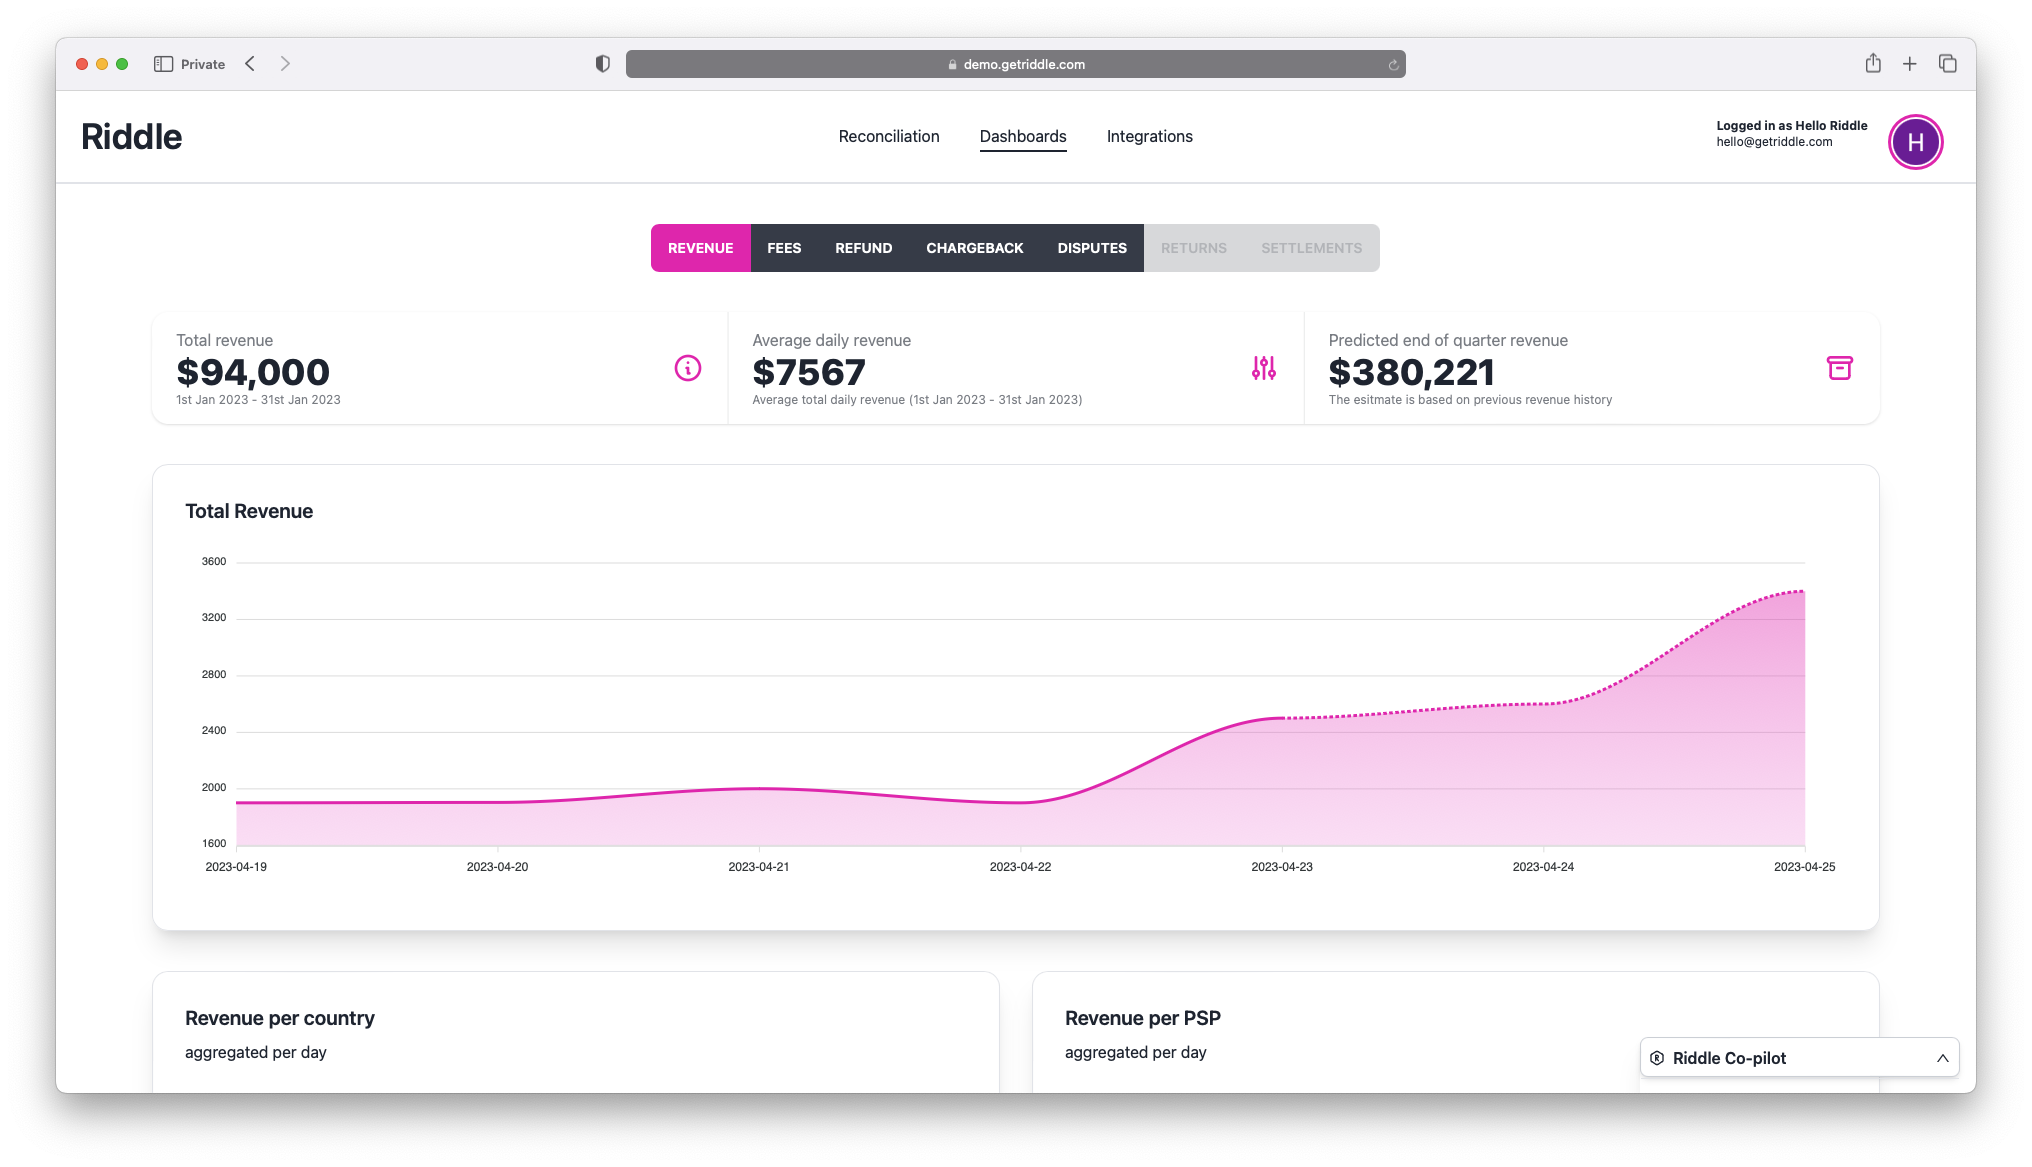 Private
demo.getriddle.com
Riddle
Reconciliation Dashboards Integrations
Logged in as Hello Riddle
hello@getriddle.com
H
REVENUE FEES REFUND CHARGEBACK DISPUTES RETURNS SETTLEMENTS
Total revenue
$94,000
1st Jan 2023 - 31st Jan 2023
Average daily revenue
$7567
Average total daily revenue (1st Jan 2023 - 31st Jan 2023)
Predicted end of quarter revenue
$380,221
The esitmate is based on previous revenue history
Total Revenue
3600
3200
2800
2400
2000
1600
2023-04-19 2023-04-20 2023-04-21 2023-04-22 2023-04-23 2023-04-24 2023-04-25
Revenue per country
aggregated per day
Revenue per PSP
aggregated per day
R Riddle Co-pilot